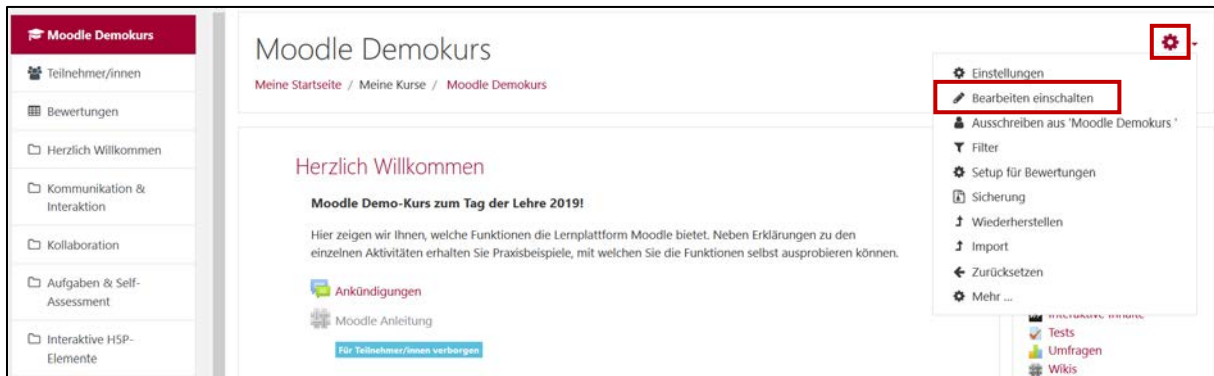 Moodle Demokurs
Teilnehmer/innen
Bewertungen
Herzlich Willkommen
Kommunikation &
Interaktion
Kollaboration
Aufgaben & Self-
Assessment
Interaktive H5P-
Elemente
Moodle Demokurs
Meine Startseite / Meine Kurse / Moodle Demokurs
Herzlich Willkommen
Moodle Demo-Kurs zum Tag der Lehre 2019!
Hier zeigen wir Ihnen, welche Funktionen die Lernplattform Moodle bietet. Neben Erklärungen zu den
einzelnen Aktivitäten erhalten Sie Praxisbeispiele, mit welchen Sie die Funktionen selbst ausprobieren können.
Ankündigungen
Moodle Anleitung
Für Teilnehmer/innen verborgen
Einstellungen
Bearbeiten einschalten
Ausschreiben aus 'Moodle Demokurs '
Filter
Setup für Bewertungen
Sicherung
Wiederherstellen
Import
Zurücksetzen
Mehr ...
Interaktive Inhalte
Tests
Umfragen
Wikis